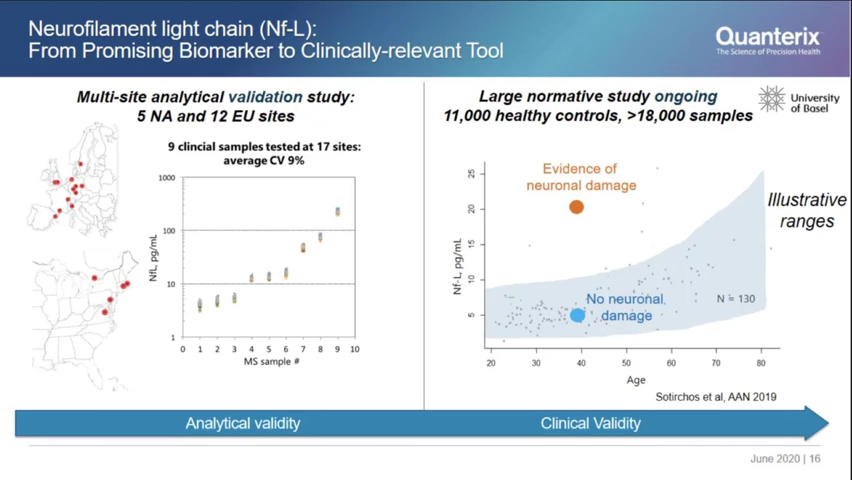 Neurofilament light chain (Nf-L):
From Promising Biomarker to Clinically-relevant Tool
Quanterix
The Science of Precision Health
Multi-site analytical validation study:
5 NA and 12 EU sites
9 clincial samples tested at 17 sites:
average CV 9%
NfL, pg/mL
1000
100
10
1
0 1 2 3 4 5 6 7 8 9 10
MS sample #
Large normative study ongoing
11,000 healthy controls, >18,000 samples
University
of Basel
Evidence of
neuronal damage
Illustrative
ranges
Nf-L, pg/mL
25
20
15
10
5
No neuronal
damage
N = 130
20 30 40 50 60 70 80
Age
Sotirchos et al, AAN 2019
Analytical validity
Clinical Validity
June 2020 | 16